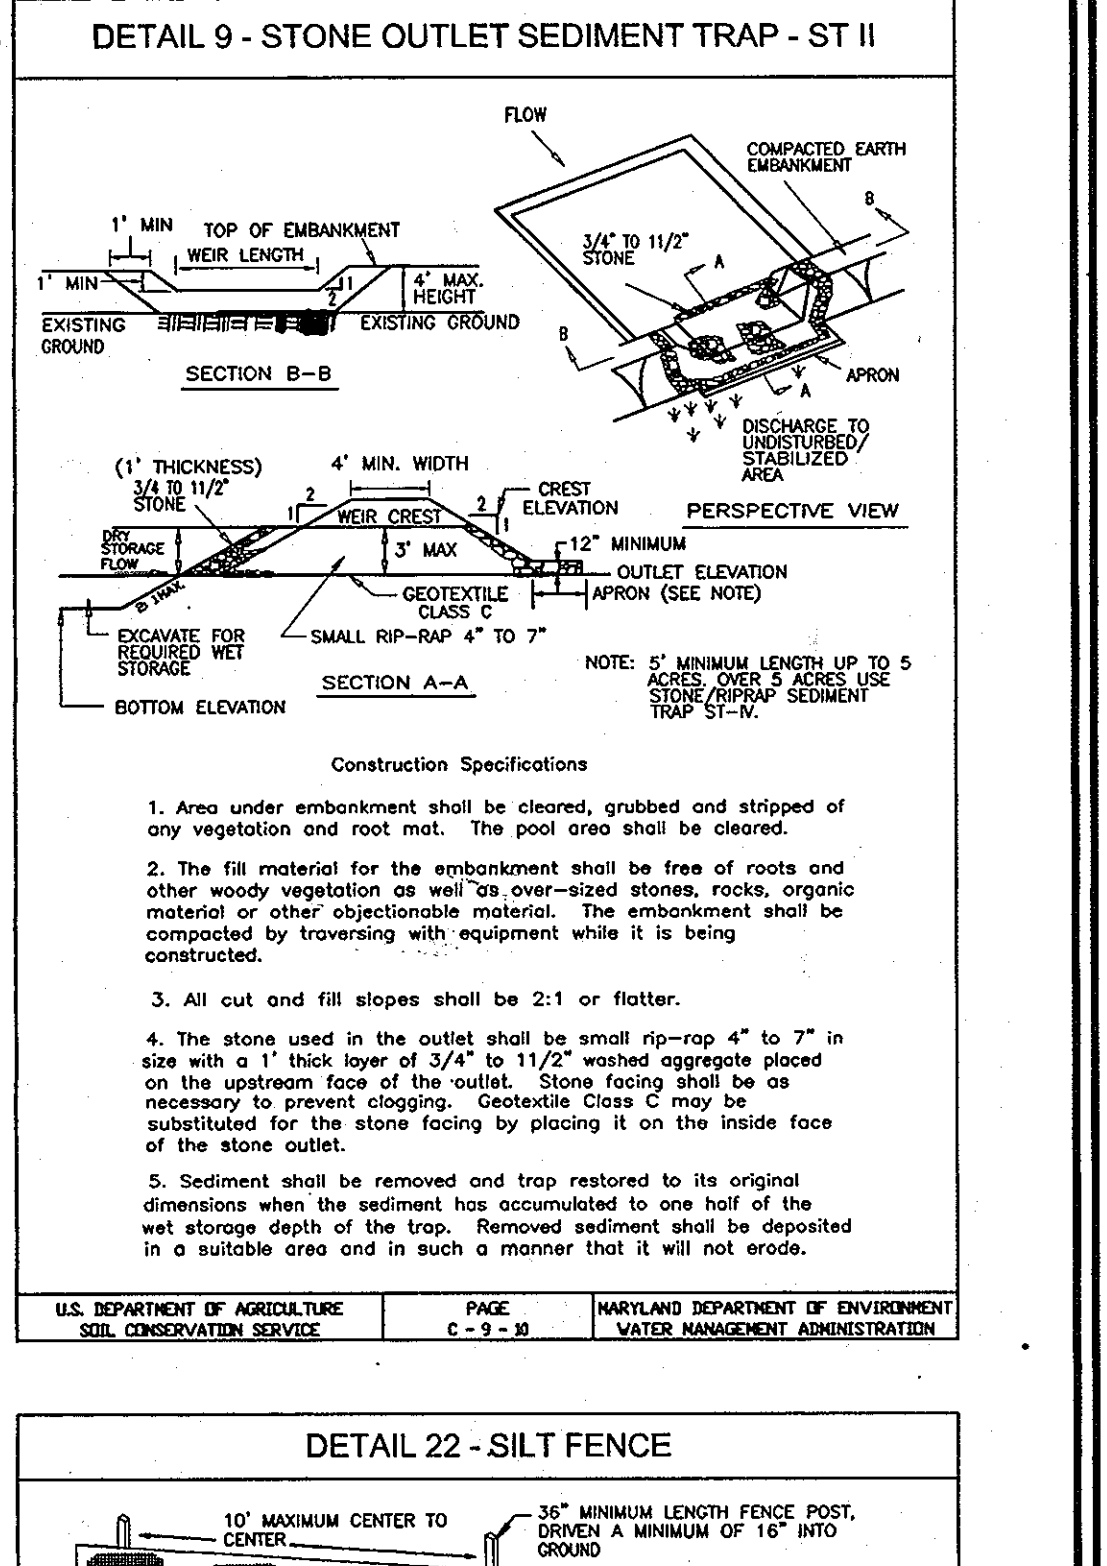 DETAIL 9 - STONE OUTLET SEDIMENT TRAP - ST II
FLOW
COMPACTED EARTH
EMBANKMENT
B
1' MIN
TOP OF EMBANKMENT
WEIR LENGTH
1' MIN
1
2
4' MAX.
HEIGHT
EXISTING
GROUND
EXISTING GROUND
SECTION B-B
3/4" TO 11/2"
STONE
A
B
APRON
A
DISCHARGE TO
UNDISTURBED/
STABILIZED
AREA
PERSPECTIVE VIEW
(1' THICKNESS)
3/4 TO 11/2"
STONE
4' MIN. WIDTH
2
1
WEIR CREST
2
1
CREST
ELEVATION
DRY
STORAGE
FLOW
3' MAX
12" MINIMUM
OUTLET ELEVATION
GEOTEXTILE
CLASS C
APRON (SEE NOTE)
1 MAX.
EXCAVATE FOR
REQUIRED WET
STORAGE
SMALL RIP-RAP 4" TO 7"
SECTION A-A
BOTTOM ELEVATION
NOTE: 5' MINIMUM LENGTH UP TO 5
ACRES. OVER 5 ACRES USE
STONE/RIPRAP SEDIMENT
TRAP ST-IV.
Construction Specifications
1. Area under embankment shall be cleared, grubbed and stripped of
any vegetation and root mat. The pool area shall be cleared.
2. The fill material for the embankment shall be free of roots and
other woody vegetation as well as over-sized stones, rocks, organic
material or other objectionable material. The embankment shall be
compacted by traversing with equipment while it is being
constructed.
3. All cut and fill slopes shall be 2:1 or flatter.
4. The stone used in the outlet shall be small rip-rap 4" to 7" in
size with a 1' thick layer of 3/4" to 11/2" washed aggregate placed
on the upstream face of the outlet. Stone facing shall be as
necessary to prevent clogging. Geotextile Class C may be
substituted for the stone facing by placing it on the inside face
of the stone outlet.
5. Sediment shall be removed and trap restored to its original
dimensions when the sediment has accumulated to one half of the
wet storage depth of the trap. Removed sediment shall be deposited
in a suitable area and in such a manner that it will not erode.
U.S. DEPARTMENT OF AGRICULTURE
SOIL CONSERVATION SERVICE
PAGE
C - 9 - 10
MARYLAND DEPARTMENT OF ENVIRONMENT
WATER MANAGEMENT ADMINISTRATION
DETAIL 22 - SILT FENCE
10' MAXIMUM CENTER TO
CENTER
36" MINIMUM LENGTH FENCE POST,
DRIVEN A MINIMUM OF 16" INTO
GROUND